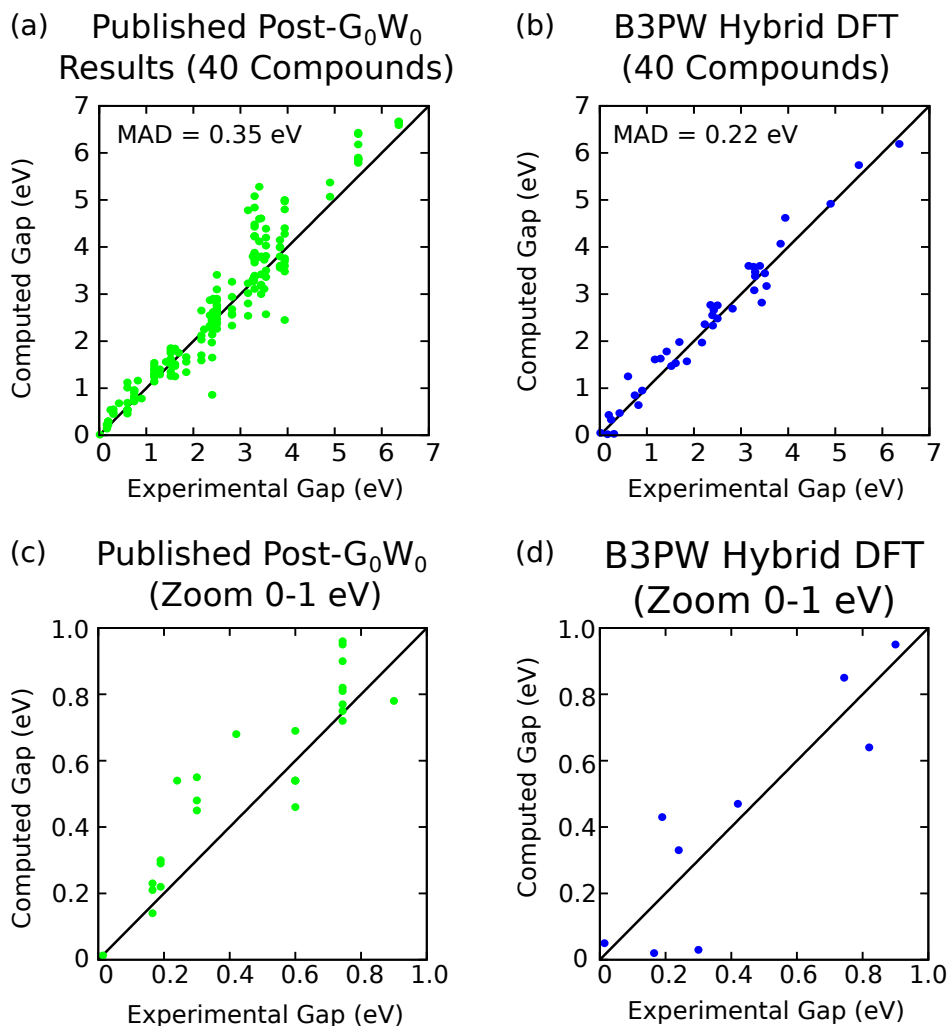 (a) Published Post-G₀W₀
Results (40 Compounds)
MAD = 0.35 eV
7
6
5
4
3
2
1
0
Computed Gap (eV)
0 1 2 3 4 5 6 7
Experimental Gap (eV)
(b) B3PW Hybrid DFT
(40 Compounds)
MAD = 0.22 eV
7
6
5
4
3
2
1
0
Computed Gap (eV)
0 1 2 3 4 5 6 7
Experimental Gap (eV)
(c) Published Post-G₀W₀
(Zoom 0-1 eV)
1.0
0.8
0.6
0.4
0.2
0
Computed Gap (eV)
0 0.2 0.4 0.6 0.8 1.0
Experimental Gap (eV)
(d) B3PW Hybrid DFT
(Zoom 0-1 eV)
1.0
0.8
0.6
0.4
0.2
0
Computed Gap (eV)
0 0.2 0.4 0.6 0.8 1.0
Experimental Gap (eV)